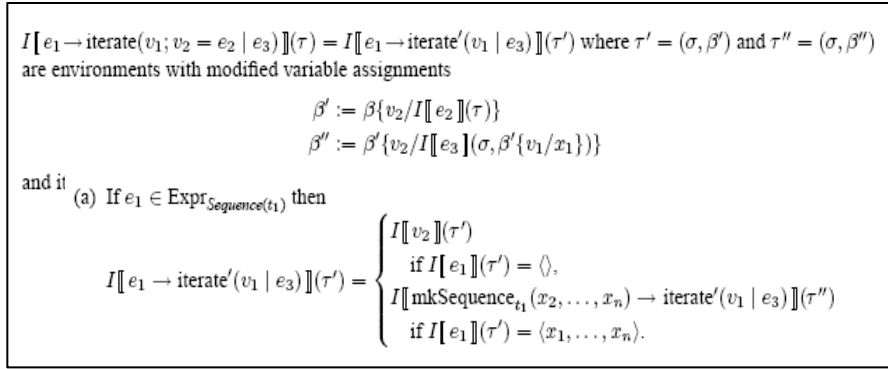 I⟦ e₁ → iterate(v₁; v₂ = e₂ | e₃) ⟧(τ) = I⟦ e₁ → iterate′(v₁ | e₃) ⟧(τ′) where τ′ = (σ, β′) and τ″ = (σ, β″)
are environments with modified variable assignments
β′ := β{v₂/I⟦ e₂ ⟧(τ)}
β″ := β′{v₂/I⟦ e₃ ⟧(σ, β′{v₁/x₁})}
and it
(a) If e₁ ∈ Expr_Sequence(t₁) then
I⟦ v₂ ⟧(τ′)
if I⟦ e₁ ⟧(τ′) = ⟨⟩,
I⟦ e₁ → iterate′(v₁ | e₃) ⟧(τ′) = {
I⟦ mkSequence_t₁(x₂, . . . , xₙ) → iterate′(v₁ | e₃) ⟧(τ″)
if I⟦ e₁ ⟧(τ′) = ⟨x₁, . . . , xₙ⟩.